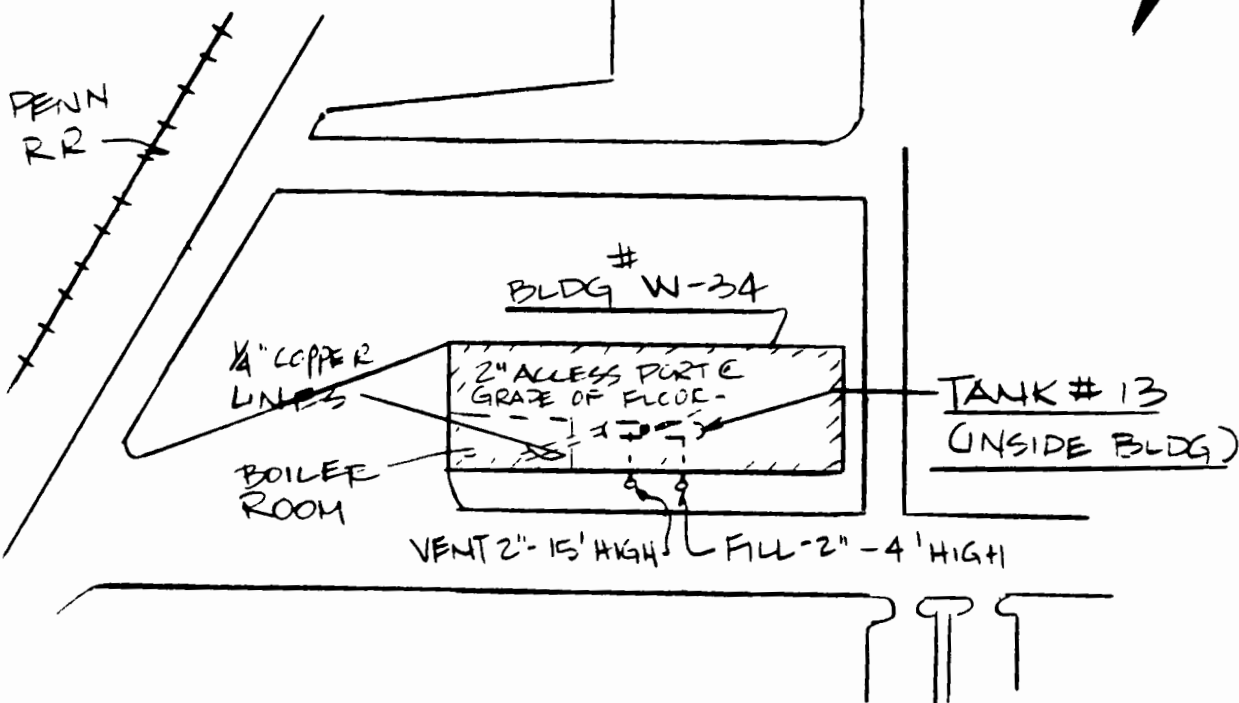 PENN
RR
BLDG # W-34
1/4" COPPER
LINES
2" ACCESS PORT @
GRADE OF FLOOR-
TANK # 13
(INSIDE BLDG)
BOILER
ROOM
VENT 2"- 15' HIGH
FILL -2" - 4' HIGH